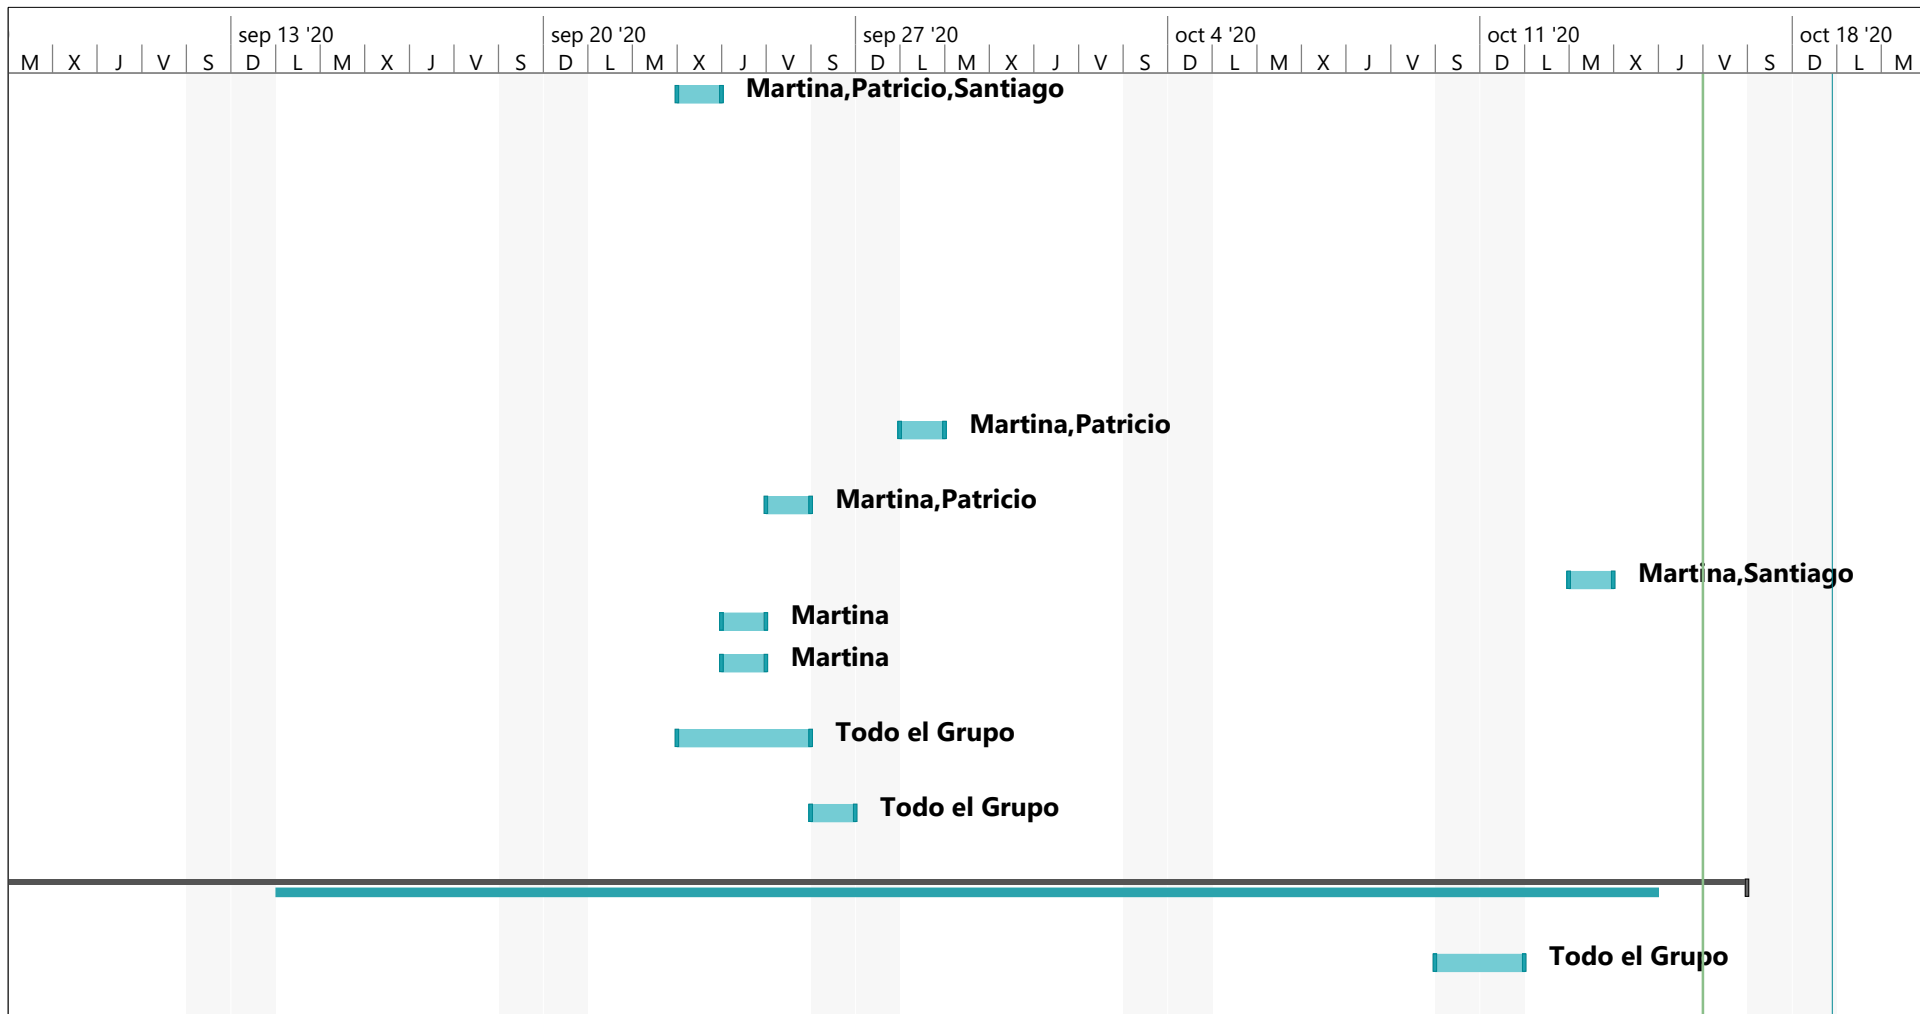 sep 13 '20 sep 20 '20 sep 27 '20 oct 4 '20 oct 11 '20 oct 18 '20
M X J V S D L M X J V S D L M X J V S D L M X J V S D L M X J V S D L M X J V S D L M
Martina,Patricio,Santiago
Martina,Patricio
Martina,Patricio
Martina,Santiago
Martina
Martina
Todo el Grupo
Todo el Grupo
Todo el Grupo